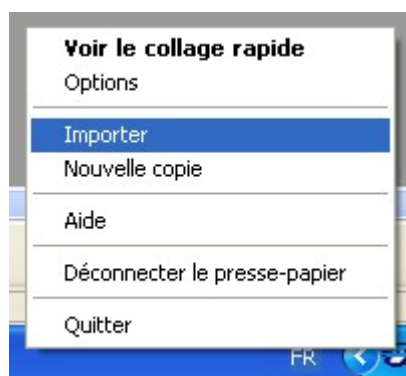 Voir le collage rapide
Options
Importer
Nouvelle copie
Aide
Déconnecter le presse-papier
Quitter
FR